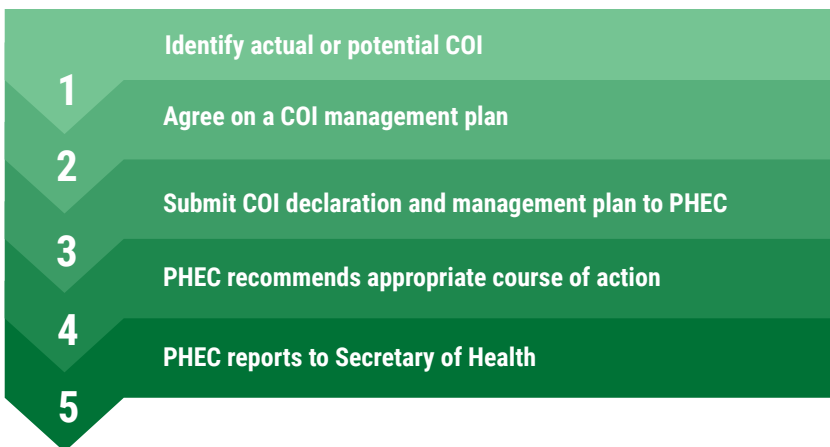 Identify actual or potential COI
1
Agree on a COI management plan
2
Submit COI declaration and management plan to PHEC
3
PHEC recommends appropriate course of action
4
PHEC reports to Secretary of Health
5